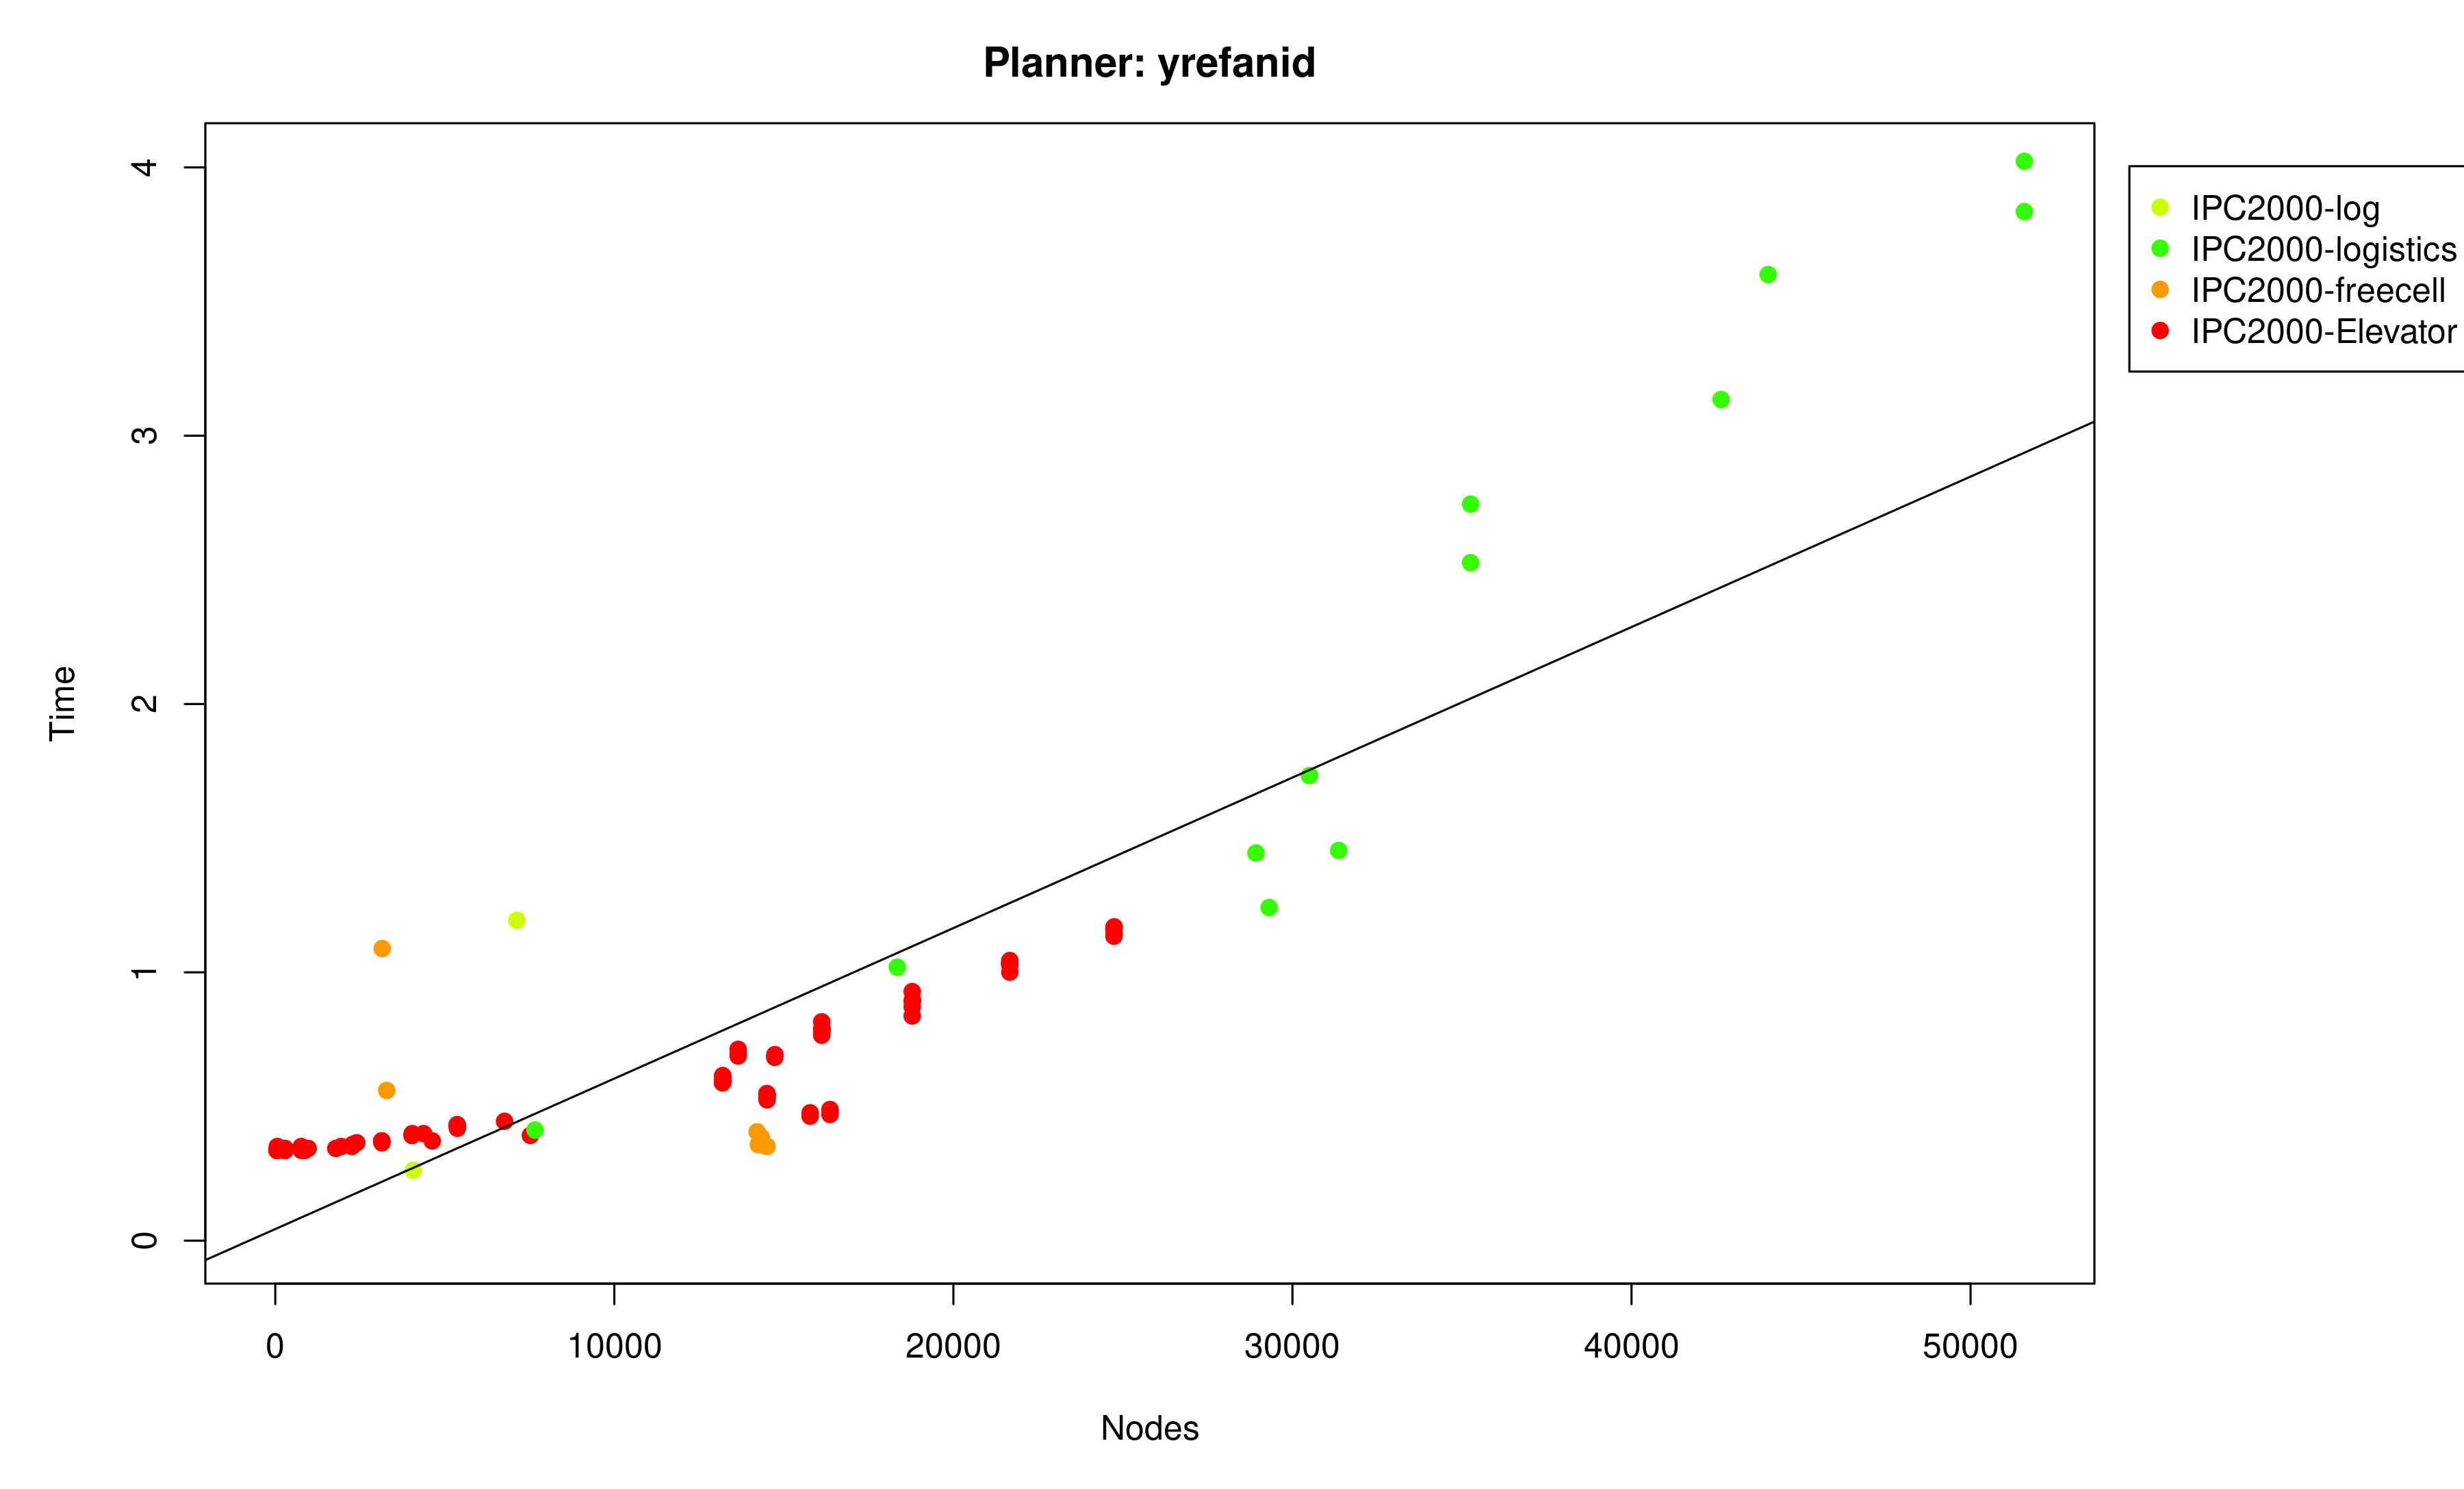 Planner: yrefanid
4
3
2
1
0
Time
0 10000 20000 30000 40000 50000
Nodes
IPC2000-log
IPC2000-logistics
IPC2000-freecell
IPC2000-Elevator